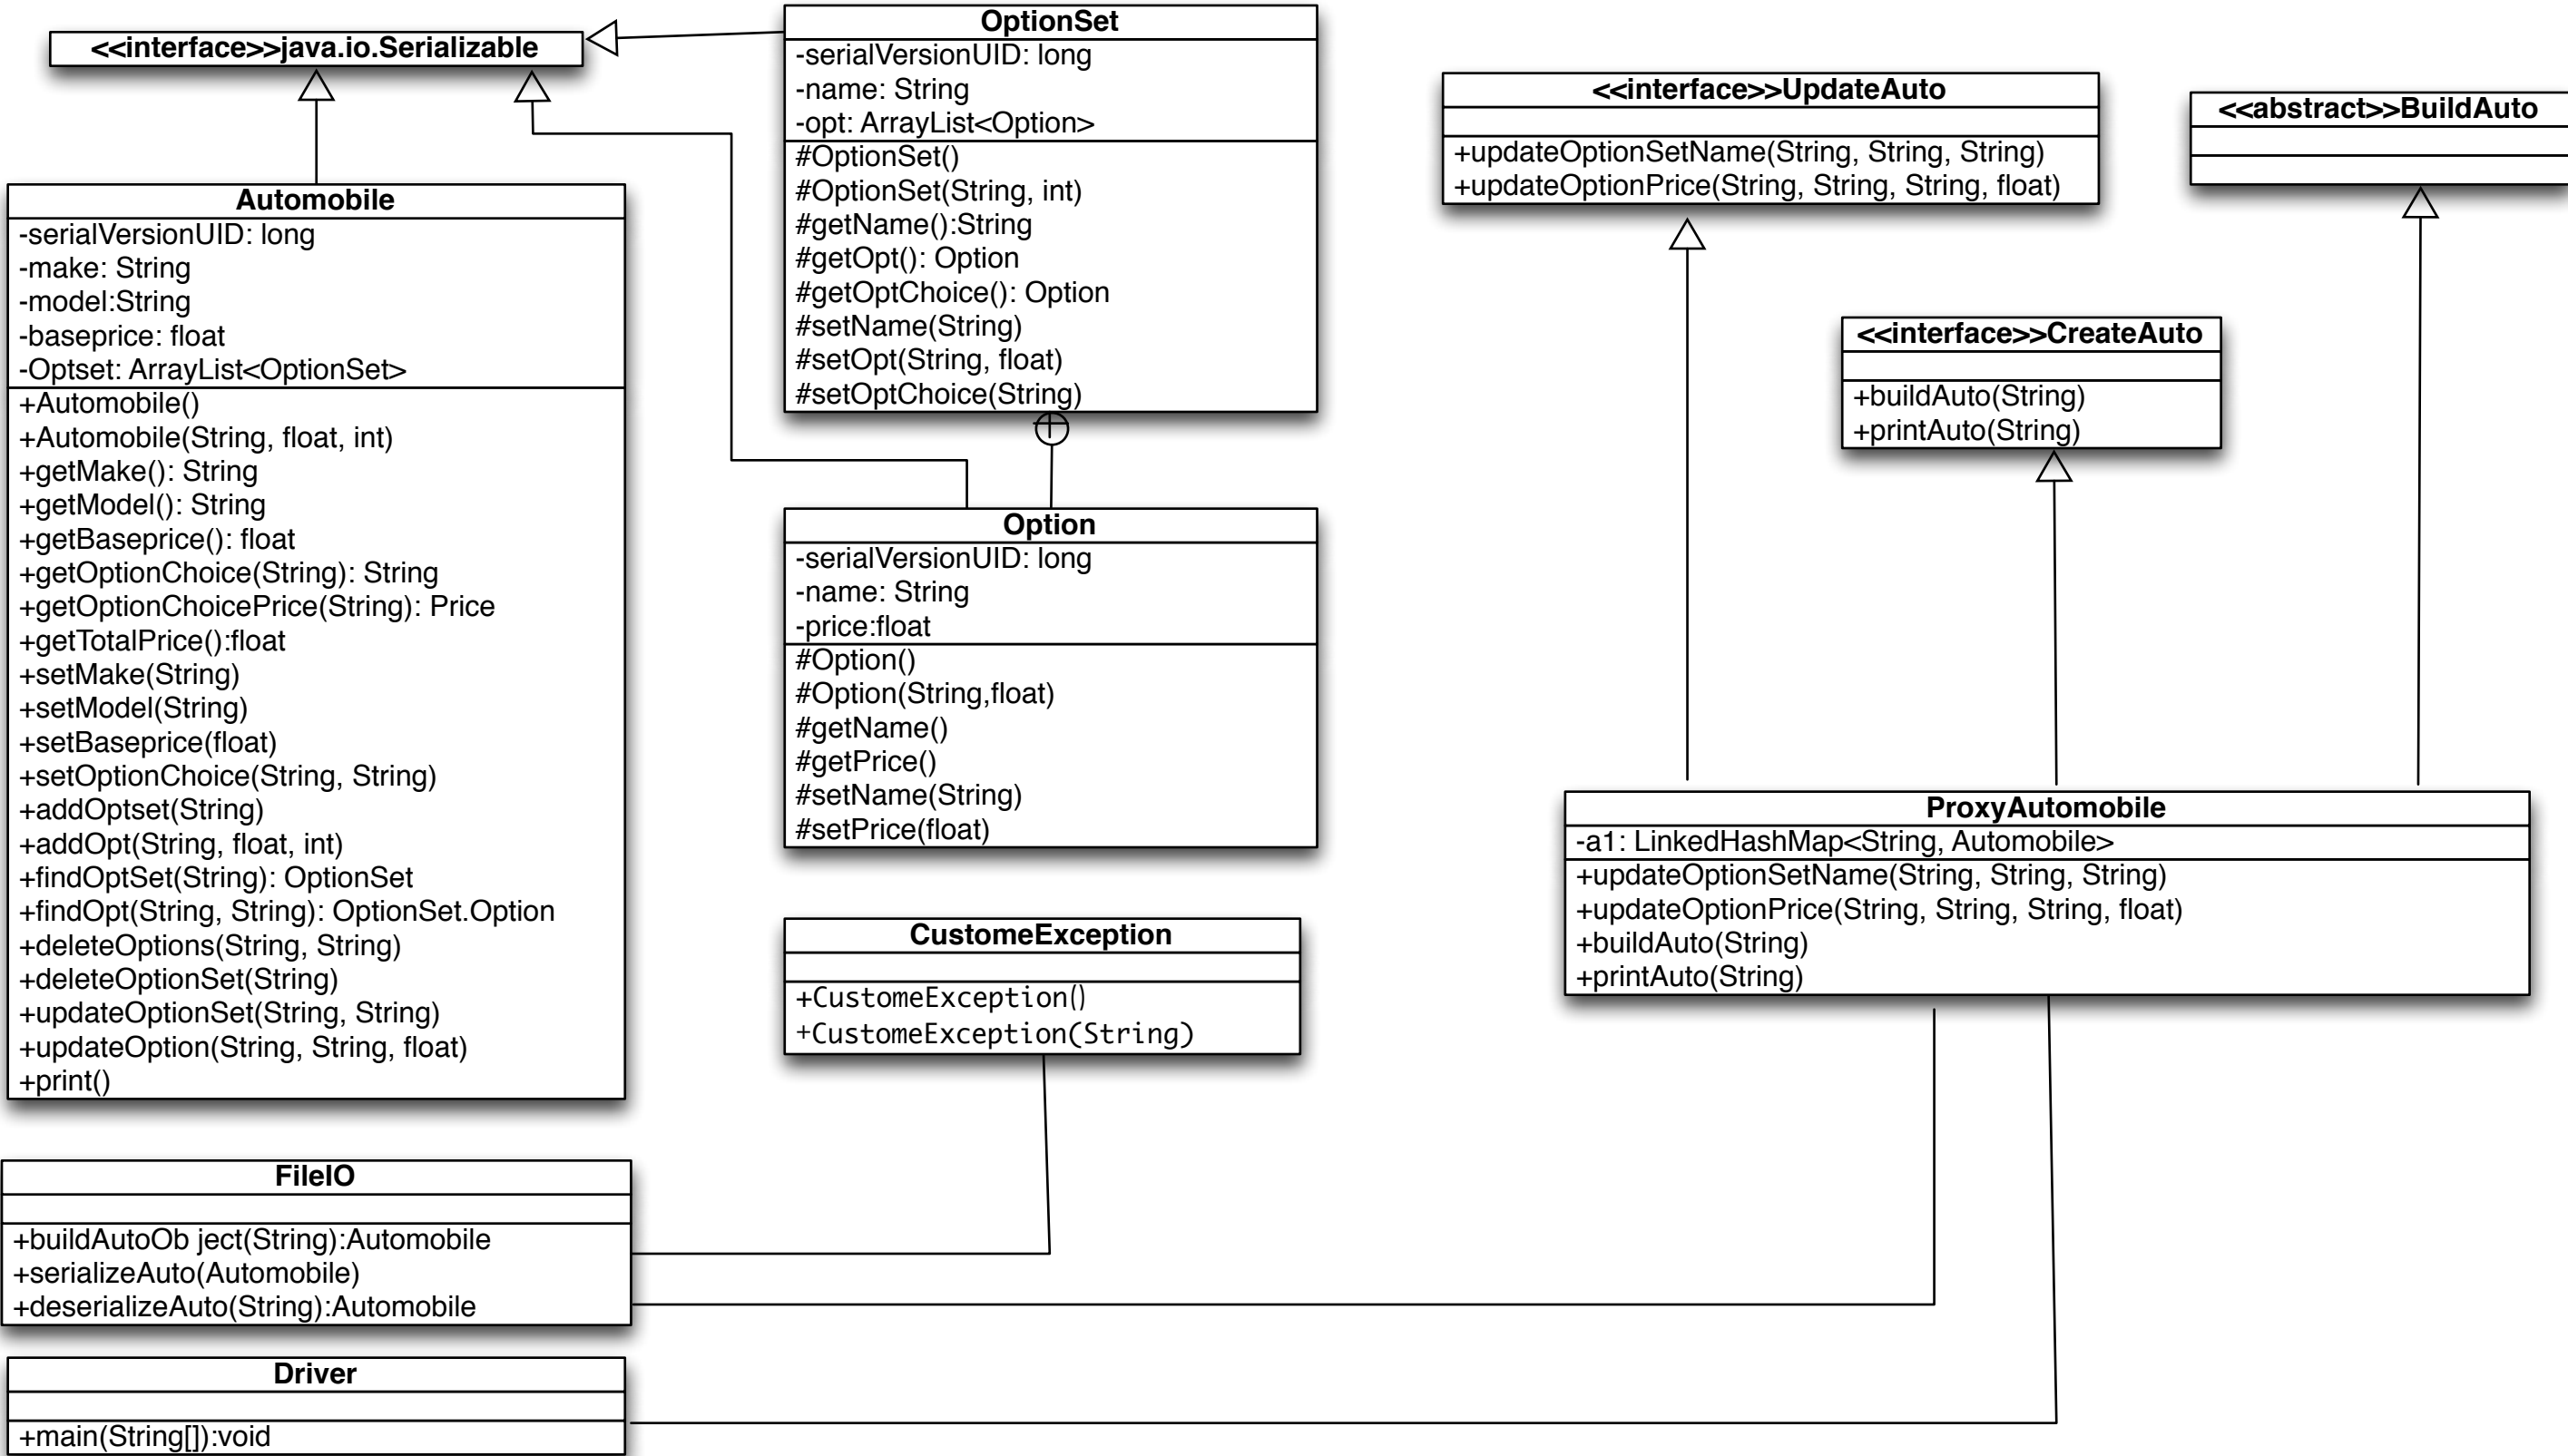 <<interface>>java.io.Serializable
Automobile
-serialVersionUID: long
-make: String
-model:String
-baseprice: float
-Optset: ArrayList<OptionSet>
+Automobile()
+Automobile(String, float, int)
+getMake(): String
+getModel(): String
+getBaseprice(): float
+getOptionChoice(String): String
+getOptionChoicePrice(String): Price
+getTotalPrice():float
+setMake(String)
+setModel(String)
+setBaseprice(float)
+setOptionChoice(String, String)
+addOptset(String)
+addOpt(String, float, int)
+findOptSet(String): OptionSet
+findOpt(String, String): OptionSet.Option
+deleteOptions(String, String)
+deleteOptionSet(String)
+updateOptionSet(String, String)
+updateOption(String, String, float)
+print()
FileIO
+buildAutoOb ject(String):Automobile
+serializeAuto(Automobile)
+deserializeAuto(String):Automobile
Driver
+main(String[]):void
OptionSet
-serialVersionUID: long
-name: String
-opt: ArrayList<Option>
#OptionSet()
#OptionSet(String, int)
#getName():String
#getOpt(): Option
#getOptChoice(): Option
#setName(String)
#setOpt(String, float)
#setOptChoice(String)
Option
-serialVersionUID: long
-name: String
-price:float
#Option()
#Option(String,float)
#getName()
#getPrice()
#setName(String)
#setPrice(float)
CustomeException
+CustomeException()
+CustomeException(String)
<<interface>>UpdateAuto
+updateOptionSetName(String, String, String)
+updateOptionPrice(String, String, String, float)
<<abstract>>BuildAuto
<<interface>>CreateAuto
+buildAuto(String)
+printAuto(String)
ProxyAutomobile
-a1: LinkedHashMap<String, Automobile>
+updateOptionSetName(String, String, String)
+updateOptionPrice(String, String, String, float)
+buildAuto(String)
+printAuto(String)